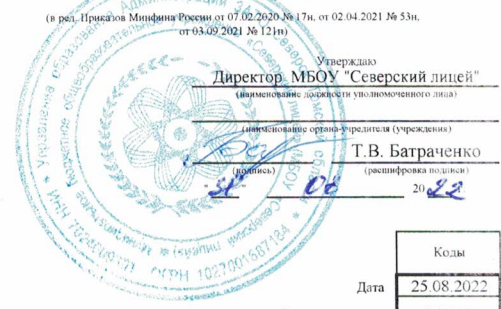 (в ред. Приказов Минфина России от 07.02.2020 № 17н, от 02.04.2021 № 53н,
от 03.09.2021 № 121н)
Утверждаю
Директор МБОУ "Северский лицей"
(наименование должности уполномоченного лица)
(наименование органа-учредителя (учреждения)
Т.В. Батраченко
(подпись) (расшифровка подписи)
20 22
Коды
Дата 25.08.2022